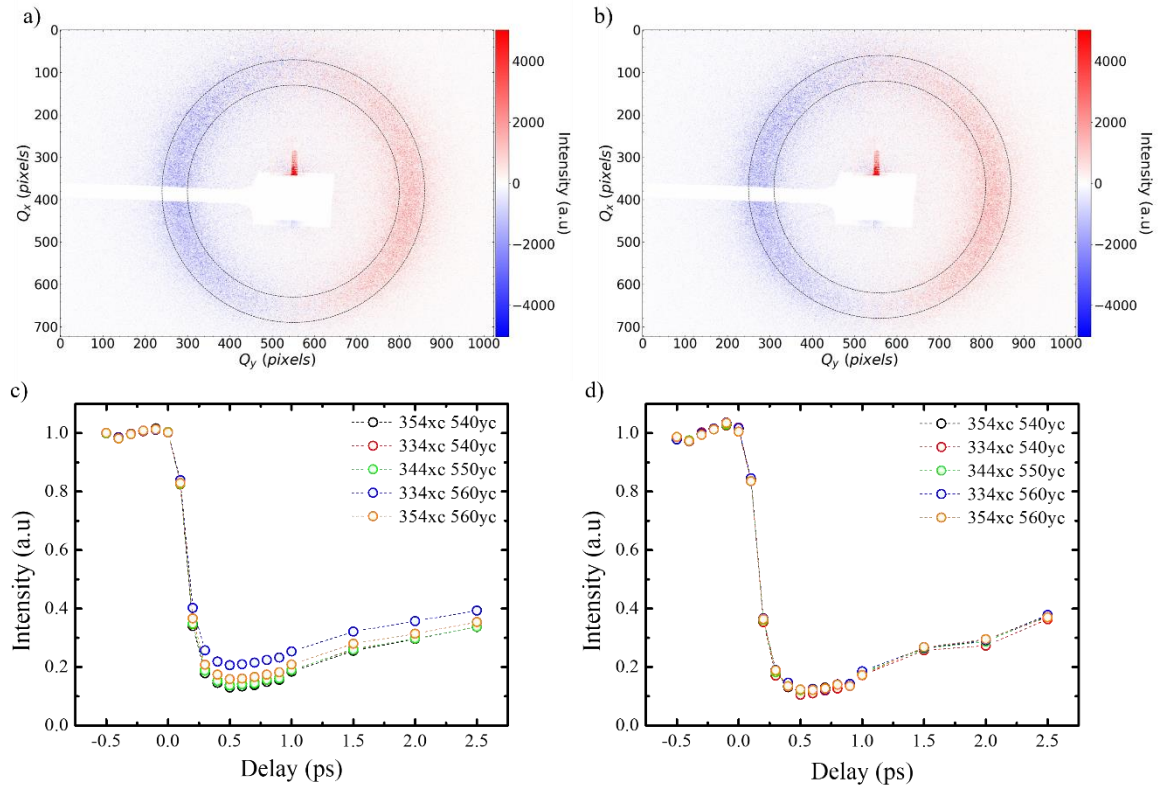 a)
0
100
200
300
400
500
600
700
Q_x (pixels)
0 100 200 300 400 500 600 700 800 900 1000
Q_y (pixels)
4000
2000
0
−2000
−4000
Intensity (a.u)
b)
0
100
200
300
400
500
600
700
Q_x (pixels)
0 100 200 300 400 500 600 700 800 900 1000
Q_y (pixels)
4000
2000
0
−2000
−4000
Intensity (a.u)
c)
1.0
0.8
0.6
0.4
0.2
0.0
Intensity (a.u)
354xc 540yc
334xc 540yc
344xc 550yc
334xc 560yc
354xc 560yc
-0.5 0.0 0.5 1.0 1.5 2.0 2.5
Delay (ps)
d)
1.0
0.8
0.6
0.4
0.2
0.0
Intensity (a.u)
354xc 540yc
334xc 540yc
344xc 550yc
334xc 560yc
354xc 560yc
-0.5 0.0 0.5 1.0 1.5 2.0 2.5
Delay (ps)